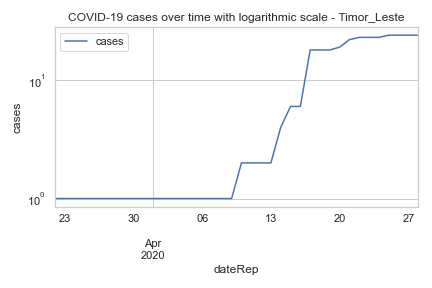 COVID-19 cases over time with logarithmic scale - Timor_Leste
cases
10¹
10⁰
cases
23 30 06 13 20 27
Apr
2020
dateRep